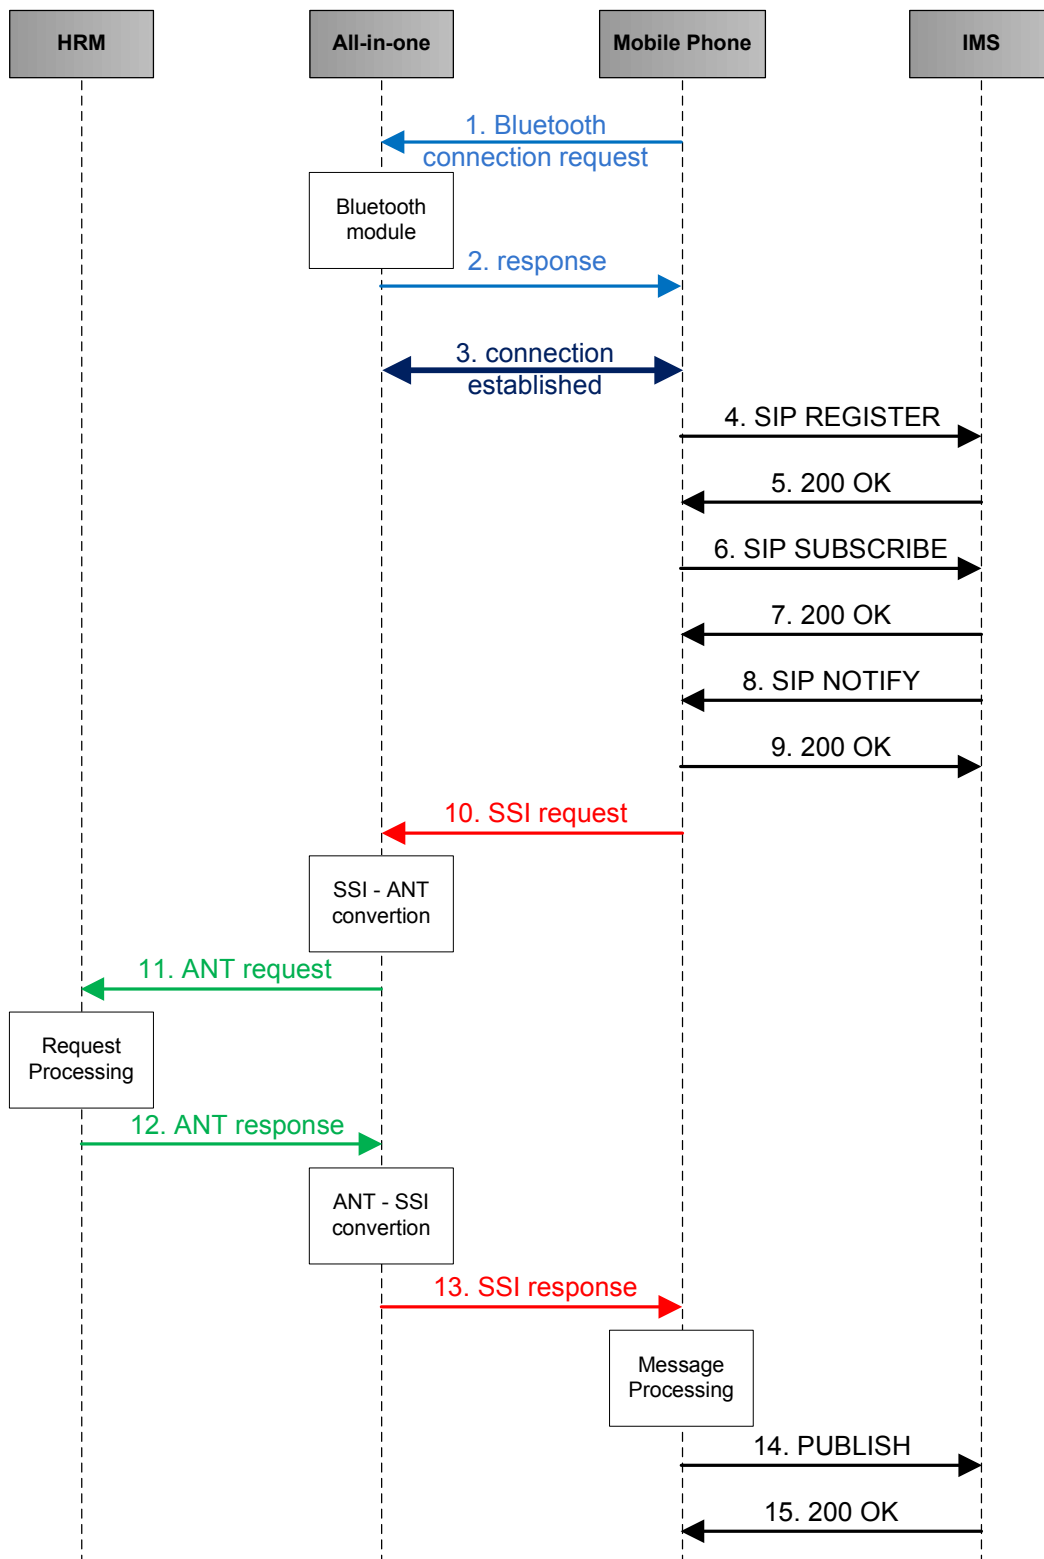 HRM
All-in-one
Mobile Phone
IMS
1. Bluetooth
connection request
Bluetooth
module
2. response
3. connection
established
4. SIP REGISTER
5. 200 OK
6. SIP SUBSCRIBE
7. 200 OK
8. SIP NOTIFY
9. 200 OK
10. SSI request
SSI - ANT
convertion
11. ANT request
Request
Processing
12. ANT response
ANT - SSI
convertion
13. SSI response
Message
Processing
14. PUBLISH
15. 200 OK